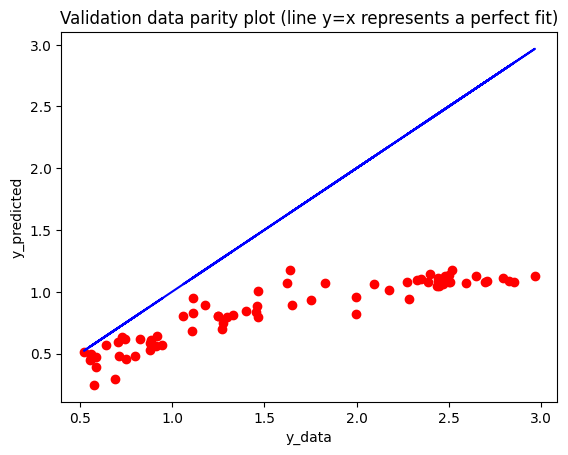 Validation data parity plot (line y=x represents a perfect fit)
3.0
2.5
2.0
1.5
1.0
0.5
y_predicted
0.5 1.0 1.5 2.0 2.5 3.0
y_data